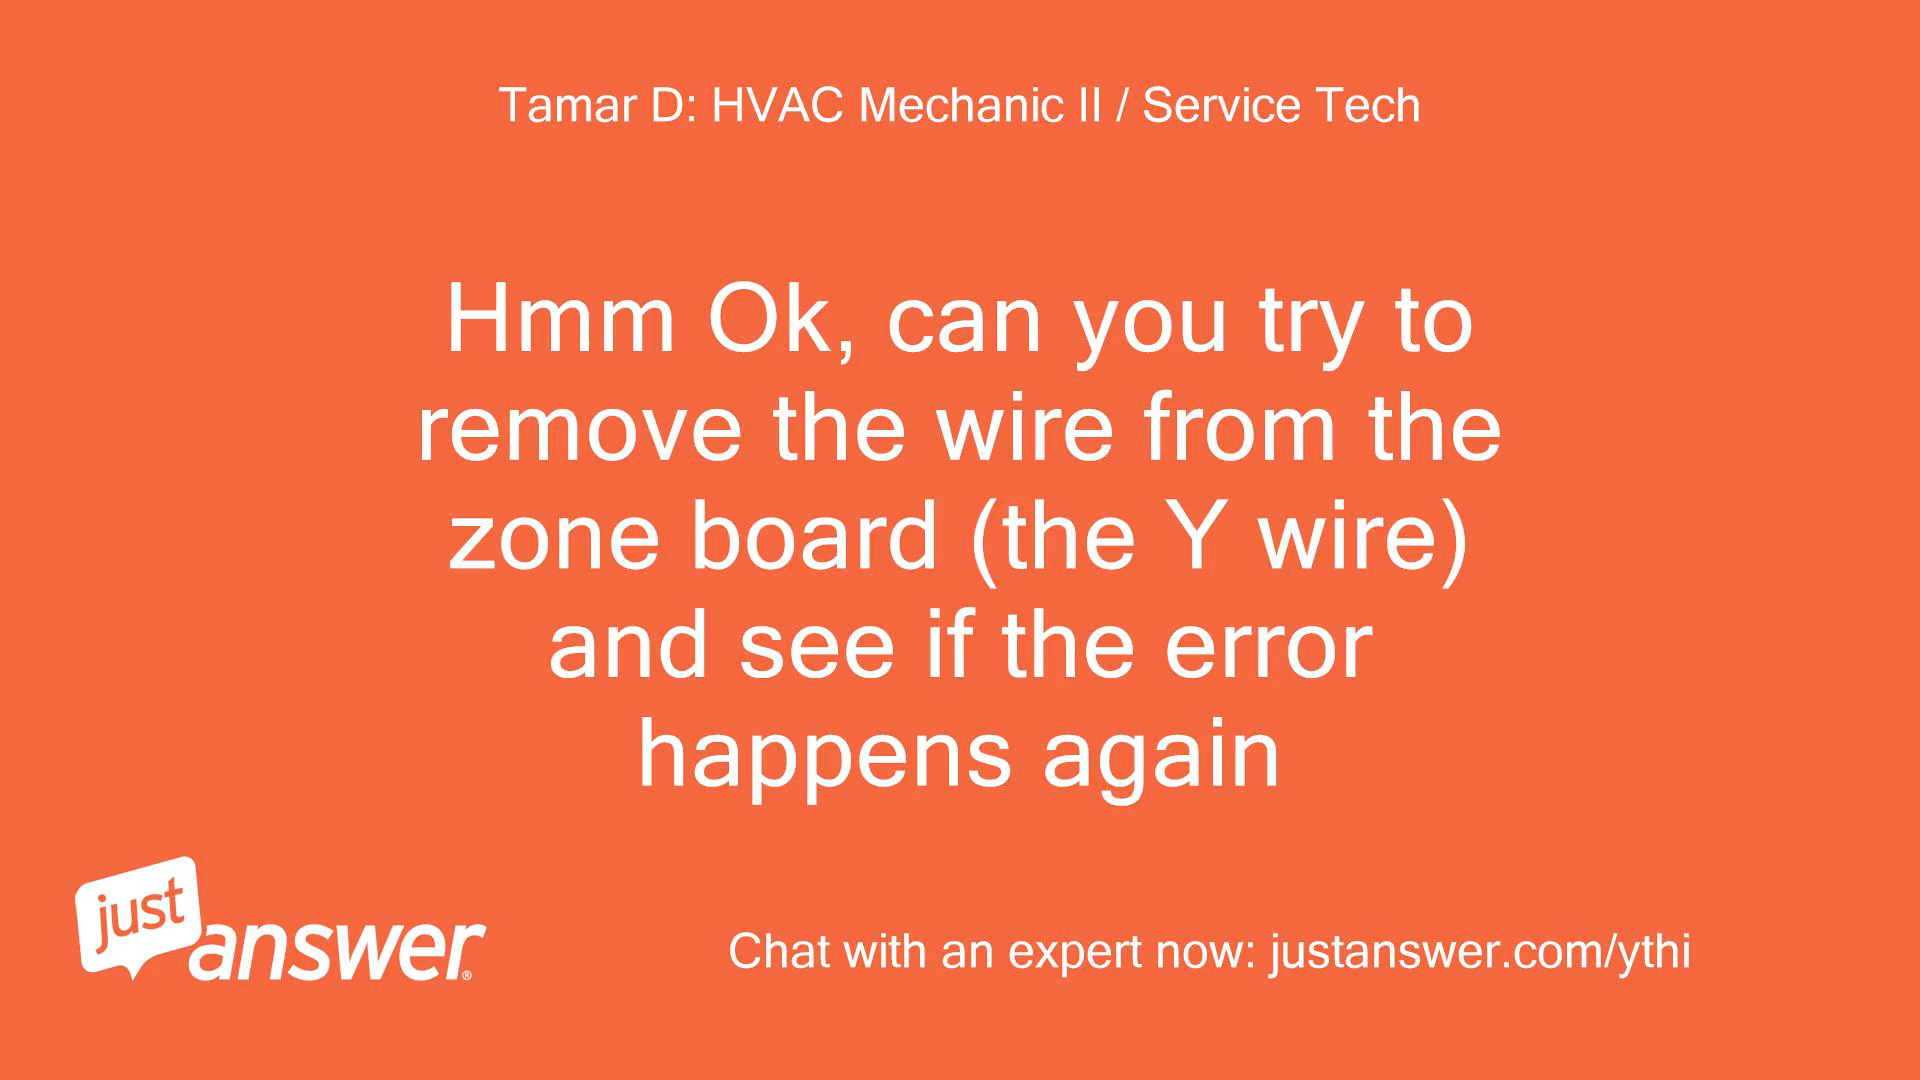 Tamar D: HVAC Mechanic II / Service Tech
Hmm Ok, can you try to
remove the wire from the
zone board (the Y wire)
and see if the error
happens again
just
answer®
Chat with an expert now: justanswer.com/ythi